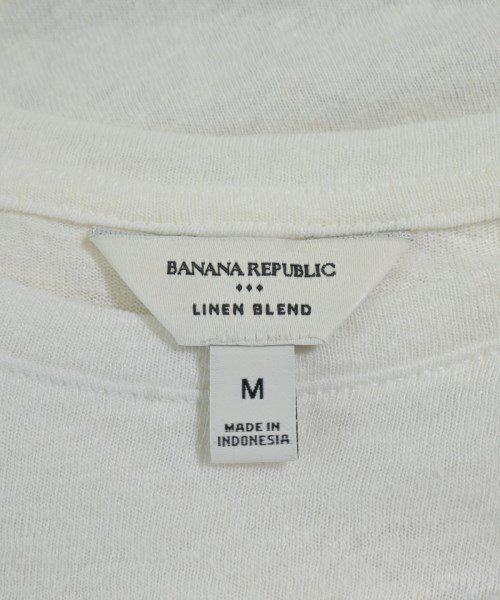 BANANA REPUBLIC
LINEN BLEND
M
MADE IN
INDONESIA